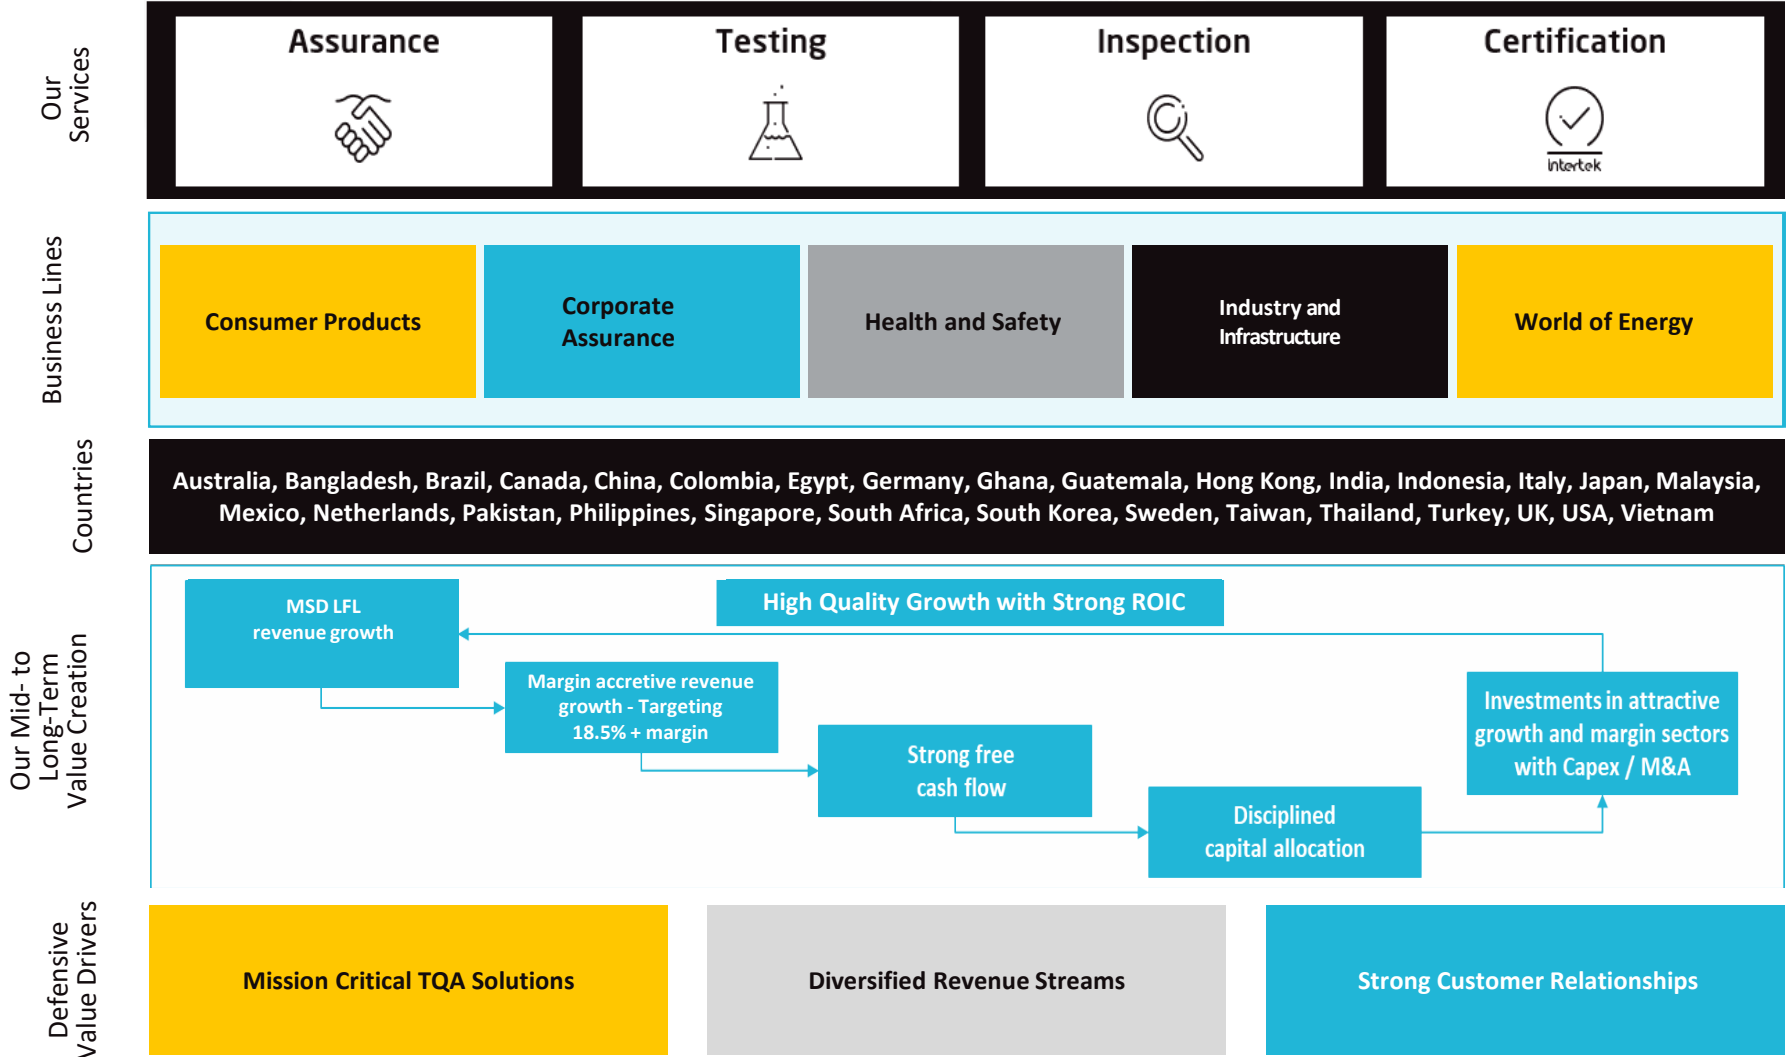 Our
Services
Assurance
Testing
Inspection
Certification
intertek
Business Lines
Consumer Products
Corporate
Assurance
Health and Safety
Industry and
Infrastructure
World of Energy
Countries
Australia, Bangladesh, Brazil, Canada, China, Colombia, Egypt, Germany, Ghana, Guatemala, Hong Kong, India, Indonesia, Italy, Japan, Malaysia,
Mexico, Netherlands, Pakistan, Philippines, Singapore, South Africa, South Korea, Sweden, Taiwan, Thailand, Turkey, UK, USA, Vietnam
Our Mid- to
Long-Term
Value Creation
High Quality Growth with Strong ROIC
MSD LFL
revenue growth
Margin accretive revenue
growth - Targeting
18.5% + margin
Strong free
cash flow
Disciplined
capital allocation
Investments in attractive
growth and margin sectors
with Capex / M&A
Defensive
Value Drivers
Mission Critical TQA Solutions
Diversified Revenue Streams
Strong Customer Relationships